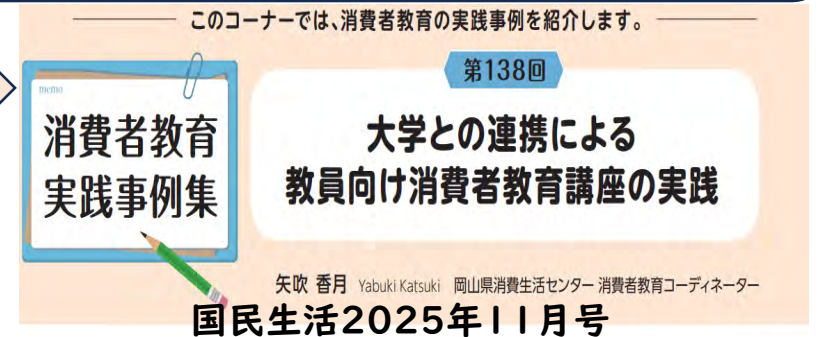 このコーナーでは、消費者教育の実践事例を紹介します。
第138回
memo
消費者教育
実践事例集
大学との連携による
教員向け消費者教育講座の実践
矢吹 香月 Yabuki Katsuki 岡山県消費生活センター 消費者教育コーディネーター
国民生活2025年11月号